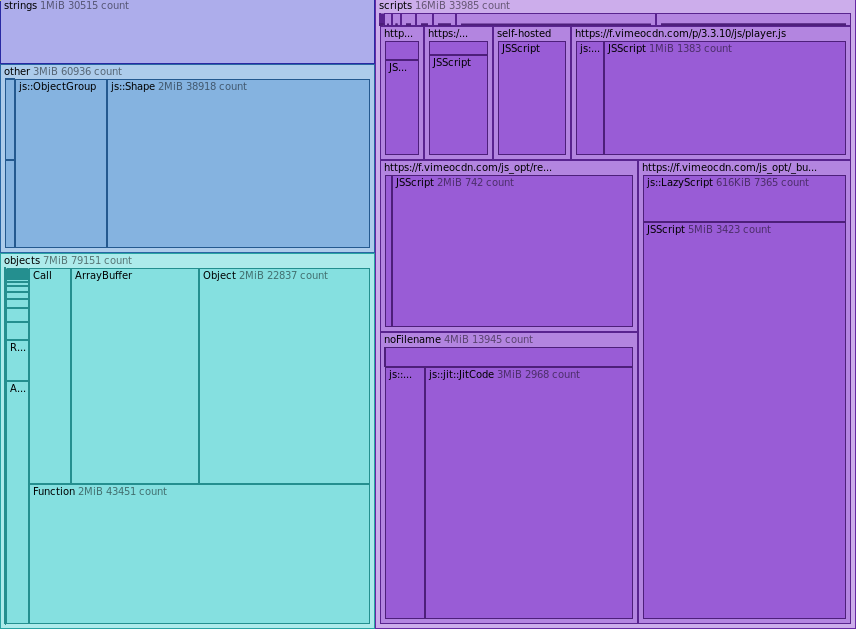 strings 1MiB 30515 count
other 3MiB 60936 count
js::ObjectGroup
js::Shape 2MiB 38918 count
objects 7MiB 79151 count
Call
ArrayBuffer
Object 2MiB 22837 count
R...
A...
Function 2MiB 43451 count
scripts 16MiB 33985 count
http...
https:/...
self-hosted
https://f.vimeocdn.com/p/3.3.10/js/player.js
JS...
JSScript
JSScript
js:...
JSScript 1MiB 1383 count
https://f.vimeocdn.com/js_opt/re...
JSScript 2MiB 742 count
https://f.vimeocdn.com/js_opt/_bu...
js::LazyScript 616KiB 7365 count
JSScript 5MiB 3423 count
noFilename 4MiB 13945 count
js::...
js::jit::JitCode 3MiB 2968 count